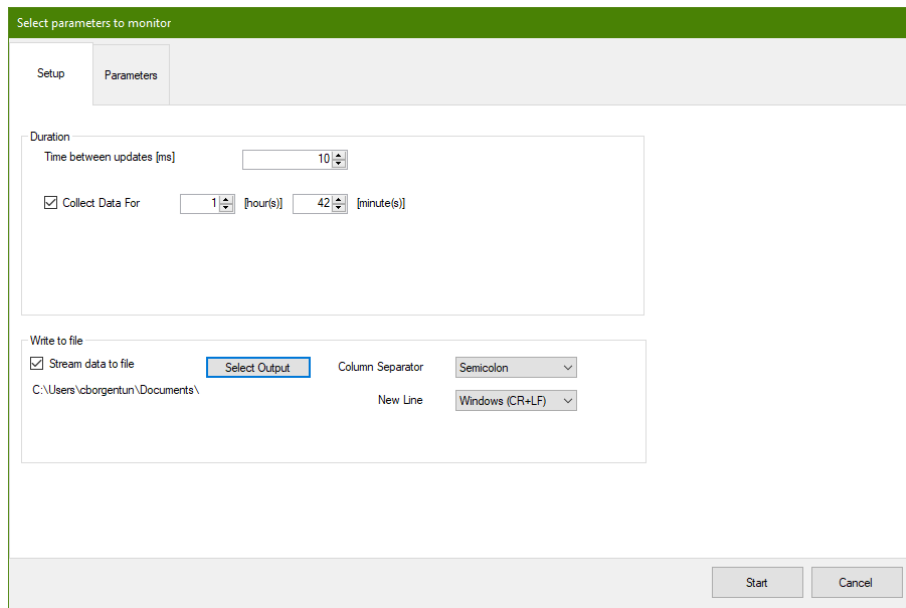 Select parameters to monitor
Setup
Parameters
Duration
Time between updates [ms] 10
Collect Data For 1 [hour(s)] 42 [minute(s)]
Write to file
Stream data to file Select Output Column Separator Semicolon
C:\Users\cborgentun\Documents\
New Line Windows (CR+LF)
Start Cancel